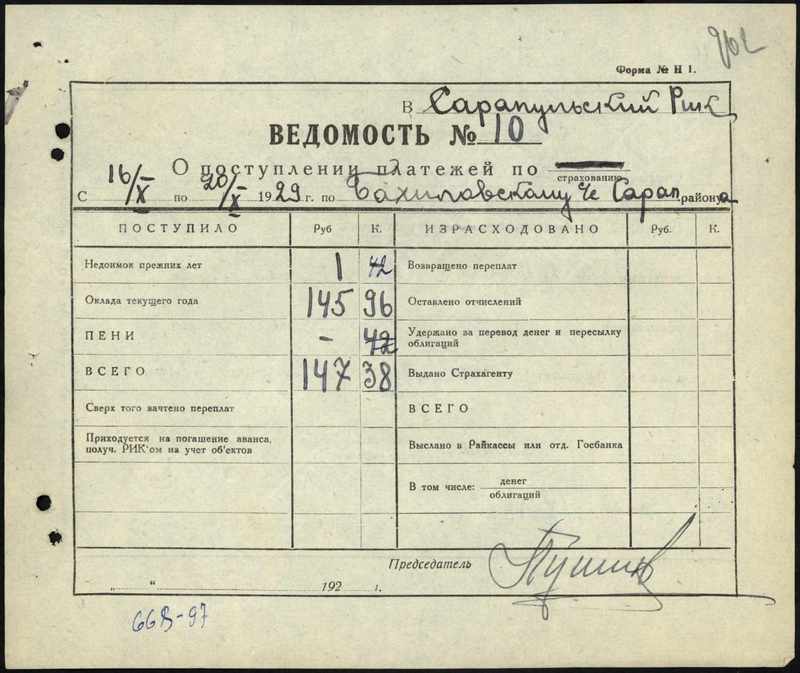 Форма № Н 1.
В Сарапульский Рик
ВЕДОМОСТЬ № 10
О поступлении платежей по
страхованию
С 16/X по 20/X 1929 г. по Сарап. района
ПОСТУПИЛО Руб К. ИЗРАСХОДОВАНО Руб. К.
Недоимок прежних лет 1 42 Возвращено переплат
Оклада текущего года 145 96 Оставлено отчислений
ПЕНИ - 42 Удержано за перевод денег и пересылку
облигаций
ВСЕГО 147 38 Выдано Страхагенту
Сверх того зачтено переплат ВСЕГО
Приходуется на погашение аванса,
получ. РИК'ом на учет об'ектов
Выслано в Райкассы или отд. Госбанка
В том числе: денег
облигаций
Председатель
„ “ 192 г.
66В-97